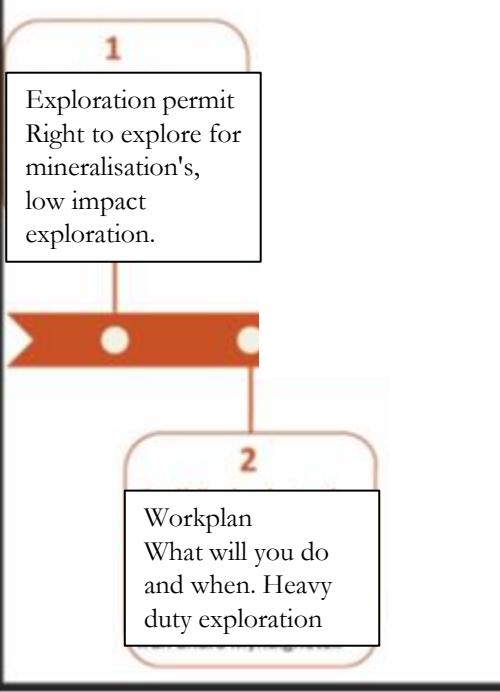 1
Exploration permit
Right to explore for
mineralisation's,
low impact
exploration.
2
Workplan
What will you do
and when. Heavy
duty exploration